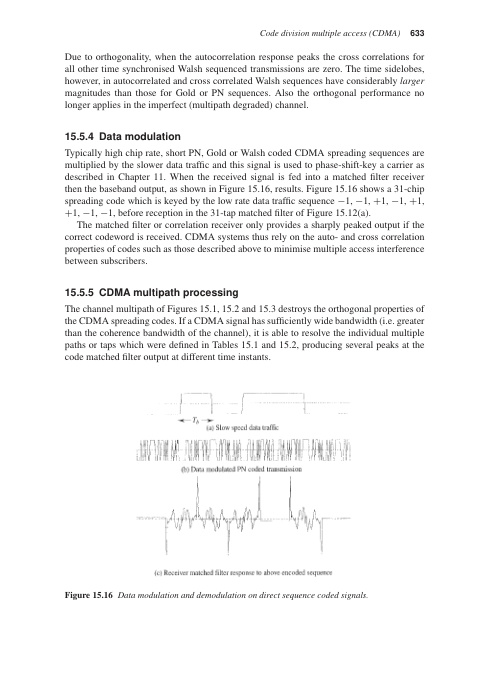 Code division multiple access (CDMA) 633
Due to orthogonality, when the autocorrelation response peaks the cross correlations for
all other time synchronised Walsh sequenced transmissions are zero. The time sidelobes,
however, in autocorrelated and cross correlated Walsh sequences have considerably larger
magnitudes than those for Gold or PN sequences. Also the orthogonal performance no
longer applies in the imperfect (multipath degraded) channel.
15.5.4 Data modulation
Typically high chip rate, short PN, Gold or Walsh coded CDMA spreading sequences are
multiplied by the slower data traffic and this signal is used to phase-shift-key a carrier as
described in Chapter 11. When the received signal is fed into a matched filter receiver
then the baseband output, as shown in Figure 15.16, results. Figure 15.16 shows a 31-chip
spreading code which is keyed by the low rate data traffic sequence −1, −1, +1, −1, +1,
+1, −1, −1, before reception in the 31-tap matched filter of Figure 15.12(a).
The matched filter or correlation receiver only provides a sharply peaked output if the
correct codeword is received. CDMA systems thus rely on the auto- and cross correlation
properties of codes such as those described above to minimise multiple access interference
between subscribers.
15.5.5 CDMA multipath processing
The channel multipath of Figures 15.1, 15.2 and 15.3 destroys the orthogonal properties of
the CDMA spreading codes. If a CDMA signal has sufficiently wide bandwidth (i.e. greater
than the coherence bandwidth of the channel), it is able to resolve the individual multiple
paths or taps which were defined in Tables 15.1 and 15.2, producing several peaks at the
code matched filter output at different time instants.
T_b
(a) Slow speed data traffic
(b) Data modulated PN coded transmission
(c) Receiver matched filter response to above encoded sequence
Figure 15.16 Data modulation and demodulation on direct sequence coded signals.